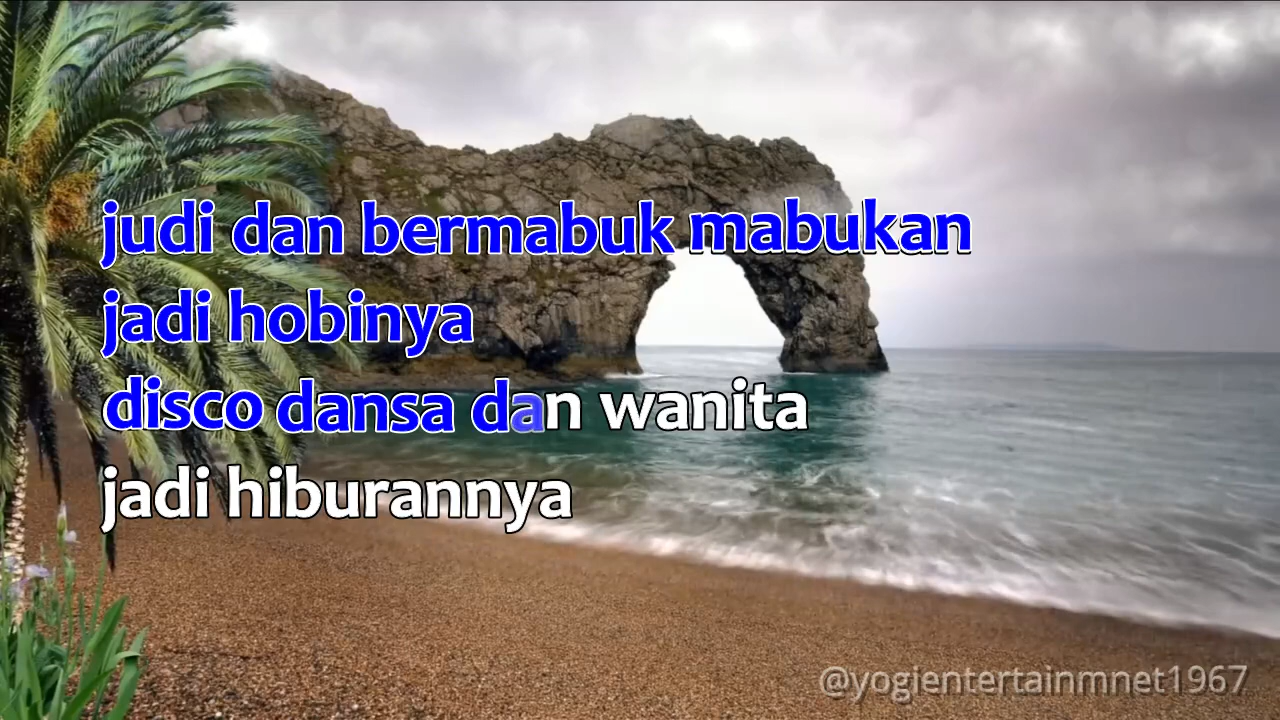 judi dan bermabuk mabukan
jadi hobinya
disco dansa dan wanita
jadi hiburannya
@yogientertainmnet1967